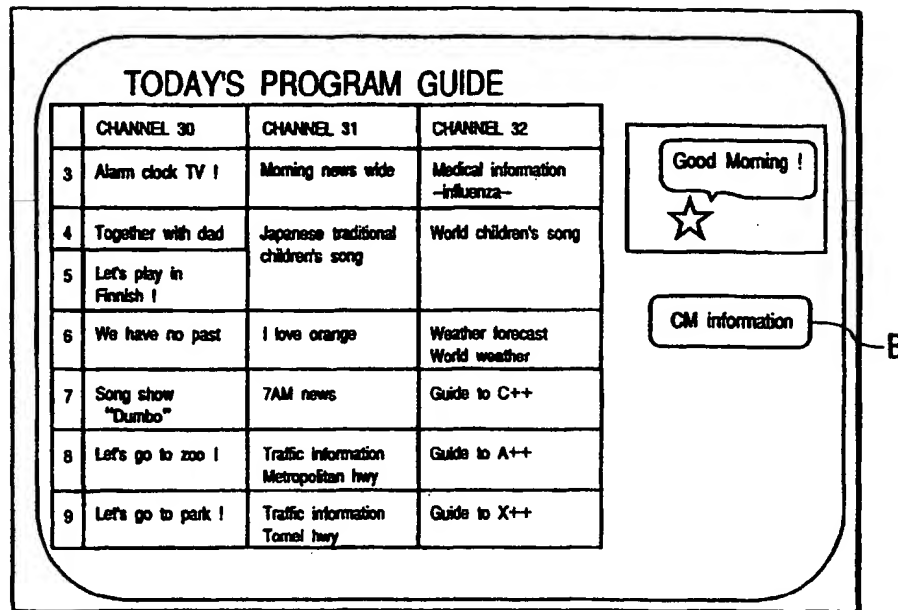 TODAY'S PROGRAM GUIDE
CHANNEL 30 CHANNEL 31 CHANNEL 32
3 Alarm clock TV ! Morning news wide Medical information
-influenza-
4 Together with dad Japanese traditional World children's song
children's song
5 Let's play in
Finnish !
6 We have no past I love orange Weather forecast
World weather
7 Song show 7AM news Guide to C++
"Dumbo"
8 Let's go to zoo ! Traffic information Guide to A++
Metropolitan hwy
9 Let's go to park ! Traffic information Guide to X++
Tomei hwy
Good Morning !
CM information